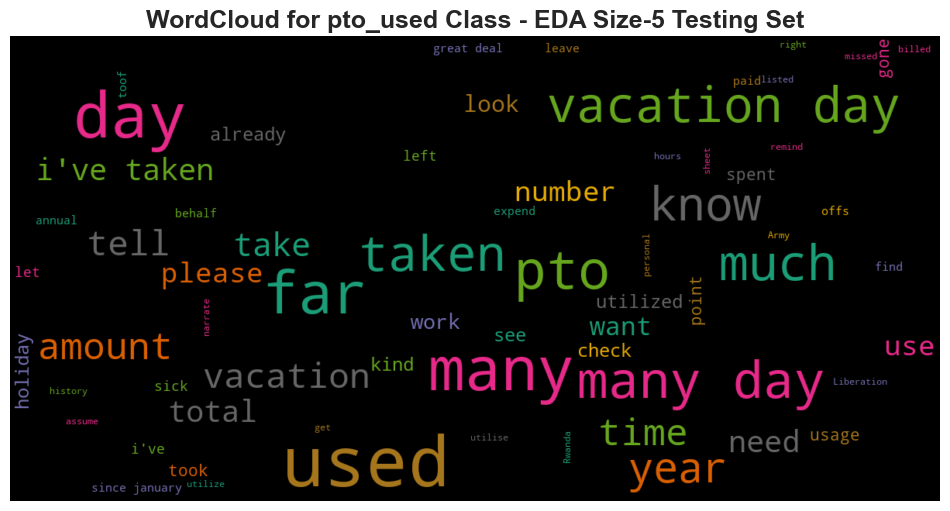 WordCloud for pto_used Class - EDA Size-5 Testing Set
great deal
leave
right
missed
billed
gone
toof
paid
listed
day
look
vacation day
already
i've taken
left
hours
sheet
remind
spent
number
know
annual
behalf
expend
offs
tell
take
taken
personal
Army
let
please
far
pto
much
find
utilized
point
narrate
work
want
see
holiday
amount
check
use
kind
vacation
many
many day
Liberation
history
sick
total
assume
i've
get
utilise
Rwanda
time
need
usage
took
used
year
since january
utilize